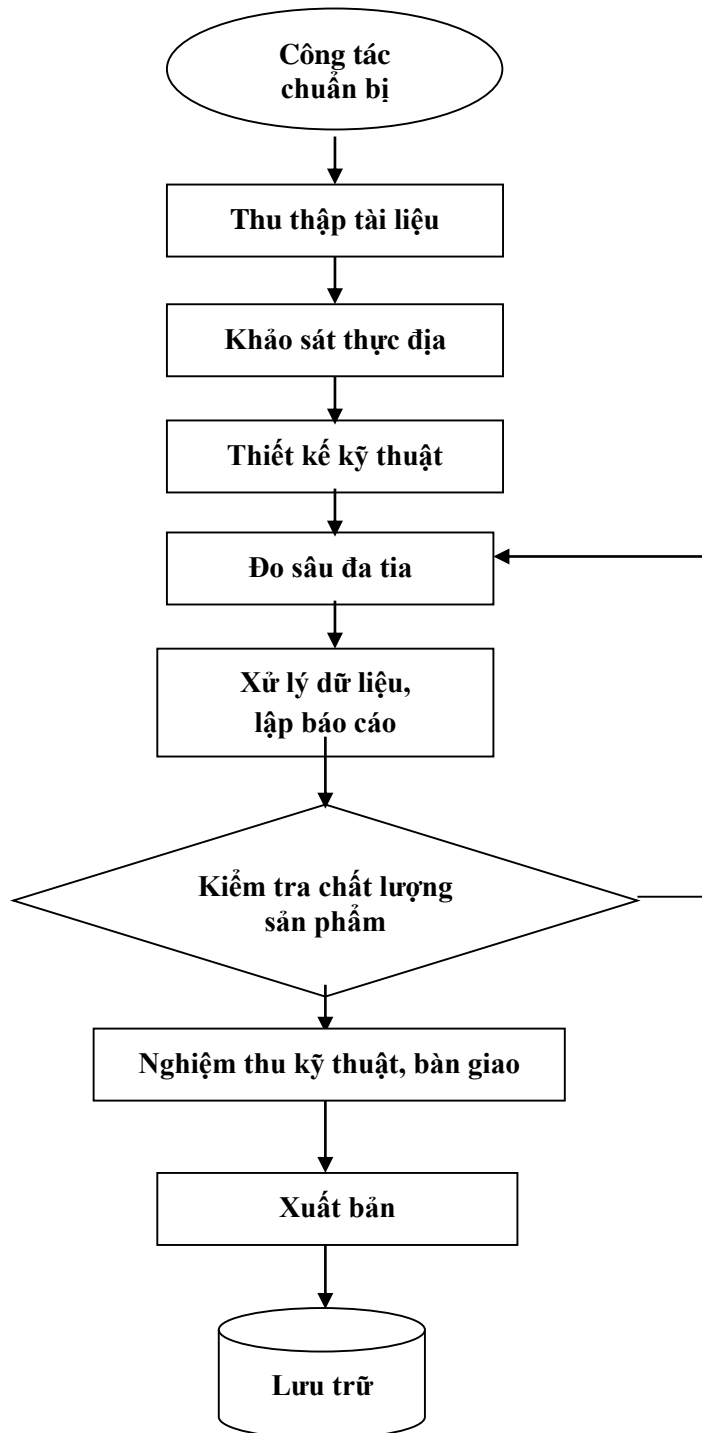 Công tác
chuẩn bị
Thu thập tài liệu
Khảo sát thực địa
Thiết kế kỹ thuật
Đo sâu đa tia
Xử lý dữ liệu,
lập báo cáo
Kiểm tra chất lượng
sản phẩm
Nghiệm thu kỹ thuật, bàn giao
Xuất bản
Lưu trữ